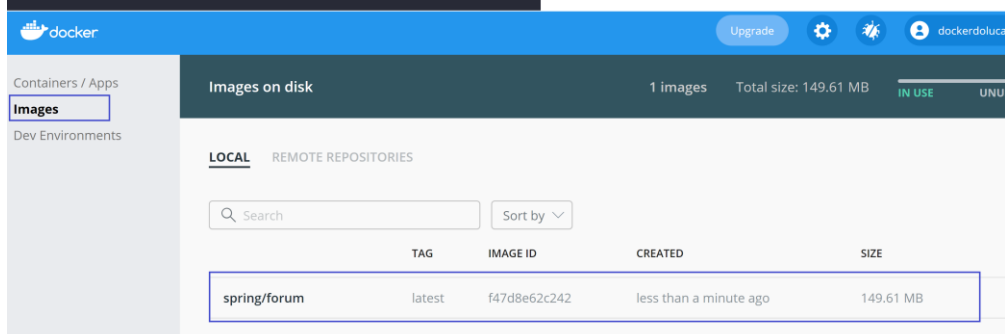 docker
Upgrade
dockerdoluca
Containers / Apps
Images
Dev Environments
Images on disk
1 images
Total size: 149.61 MB
IN USE
UNU
LOCAL
REMOTE REPOSITORIES
Search
Sort by
TAG IMAGE ID CREATED SIZE
spring/forum latest f47d8e62c242 less than a minute ago 149.61 MB